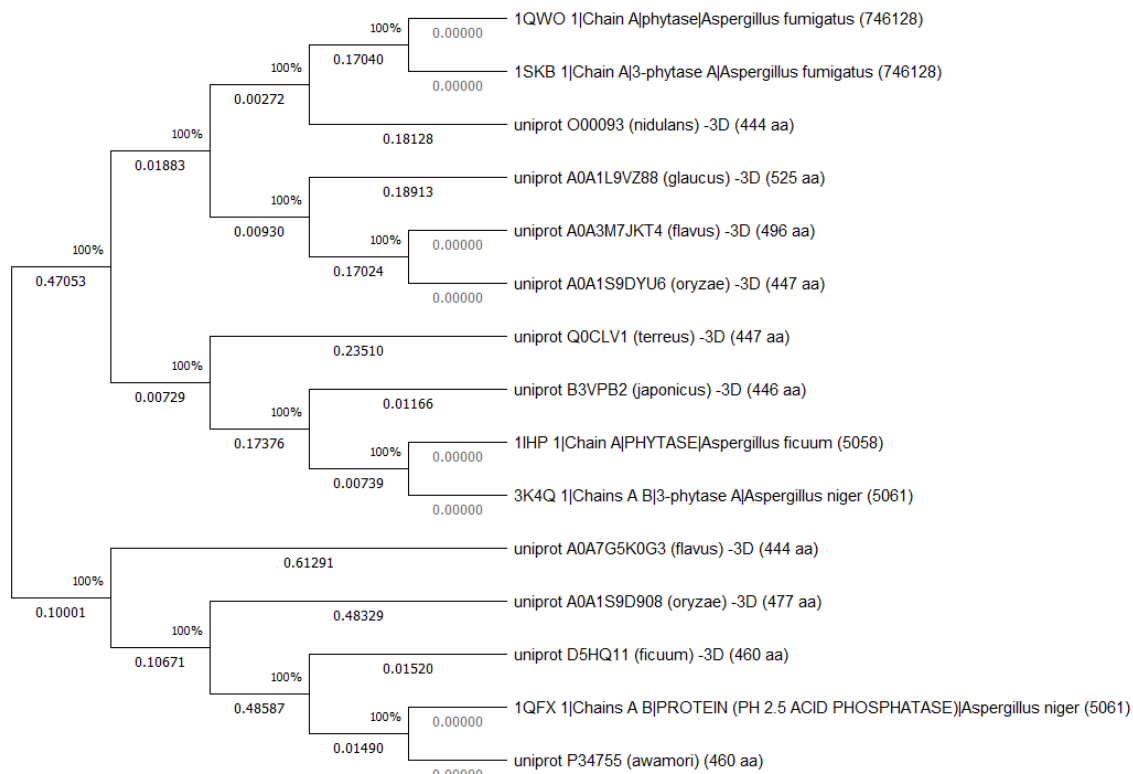 1QWO 1|Chain A|phytase|Aspergillus fumigatus (746128)
100%
0.00000
100%
0.17040
1SKB 1|Chain A|3-phytase A|Aspergillus fumigatus (746128)
100%
0.00000
0.00272
uniprot O00093 (nidulans) -3D (444 aa)
100%
0.18128
0.01883
uniprot A0A1L9VZ88 (glaucus) -3D (525 aa)
0.18913
100%
0.00930
uniprot A0A3M7JKT4 (flavus) -3D (496 aa)
100%
0.00000
100%
0.17024
0.47053
uniprot A0A1S9DYU6 (oryzae) -3D (447 aa)
0.00000
uniprot Q0CLV1 (terreus) -3D (447 aa)
0.23510
100%
0.00729
uniprot B3VPB2 (japonicus) -3D (446 aa)
0.01166
100%
0.17376
1IHP 1|Chain A|PHYTASE|Aspergillus ficuum (5058)
100%
0.00000
0.00739
3K4Q 1|Chains A B|3-phytase A|Aspergillus niger (5061)
0.00000
uniprot A0A7G5K0G3 (flavus) -3D (444 aa)
0.61291
100%
0.10001
uniprot A0A1S9D908 (oryzae) -3D (477 aa)
0.48329
100%
0.10671
uniprot D5HQ11 (ficuum) -3D (460 aa)
0.01520
100%
0.48587
1QFX 1|Chains A B|PROTEIN (PH 2.5 ACID PHOSPHATASE)|Aspergillus niger (5061)
100%
0.00000
0.01490
uniprot P34755 (awamori) (460 aa)
0.00000